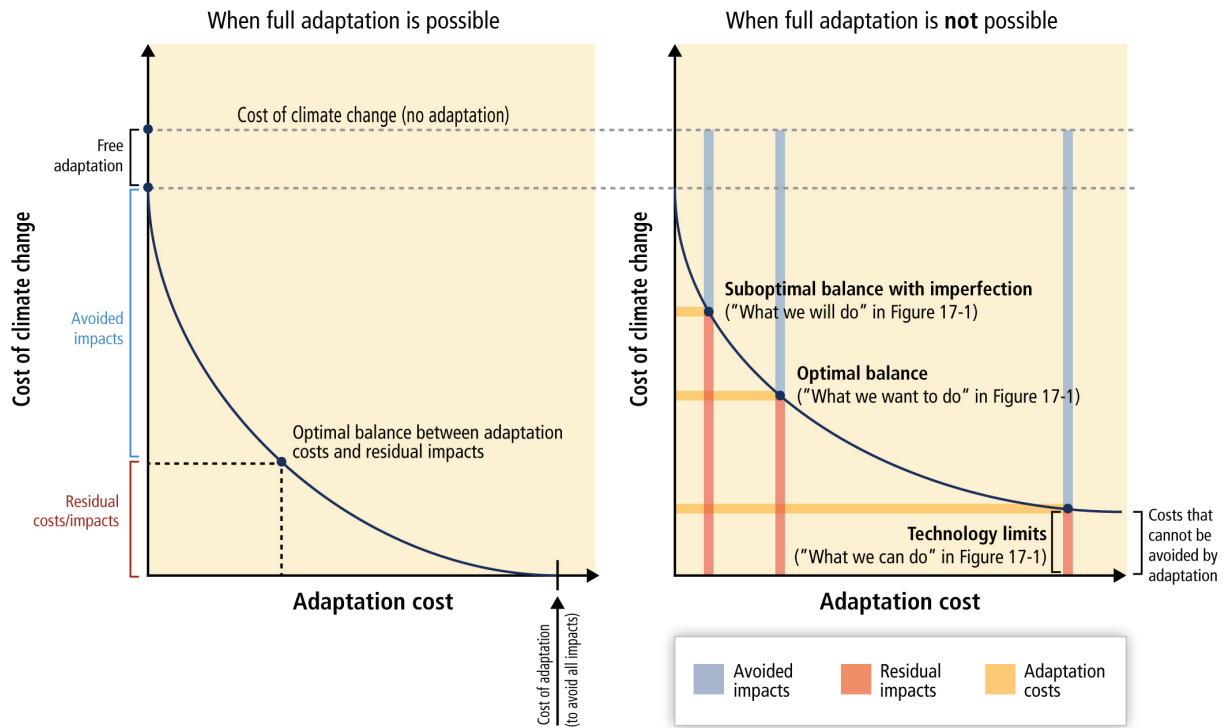 When full adaptation is possible
When full adaptation is not possible
Cost of climate change (no adaptation)
Free
adaptation
Cost of climate change
Avoided
impacts
Optimal balance between adaptation
costs and residual impacts
Residual
costs/impacts
Adaptation cost
Cost of adaptation
(to avoid all impacts)
Cost of climate change
Suboptimal balance with imperfection
("What we will do" in Figure 17-1)
Optimal balance
("What we want to do" in Figure 17-1)
Technology limits
("What we can do" in Figure 17-1)
Costs that
cannot be
avoided by
adaptation
Adaptation cost
Avoided
impacts
Residual
impacts
Adaptation
costs